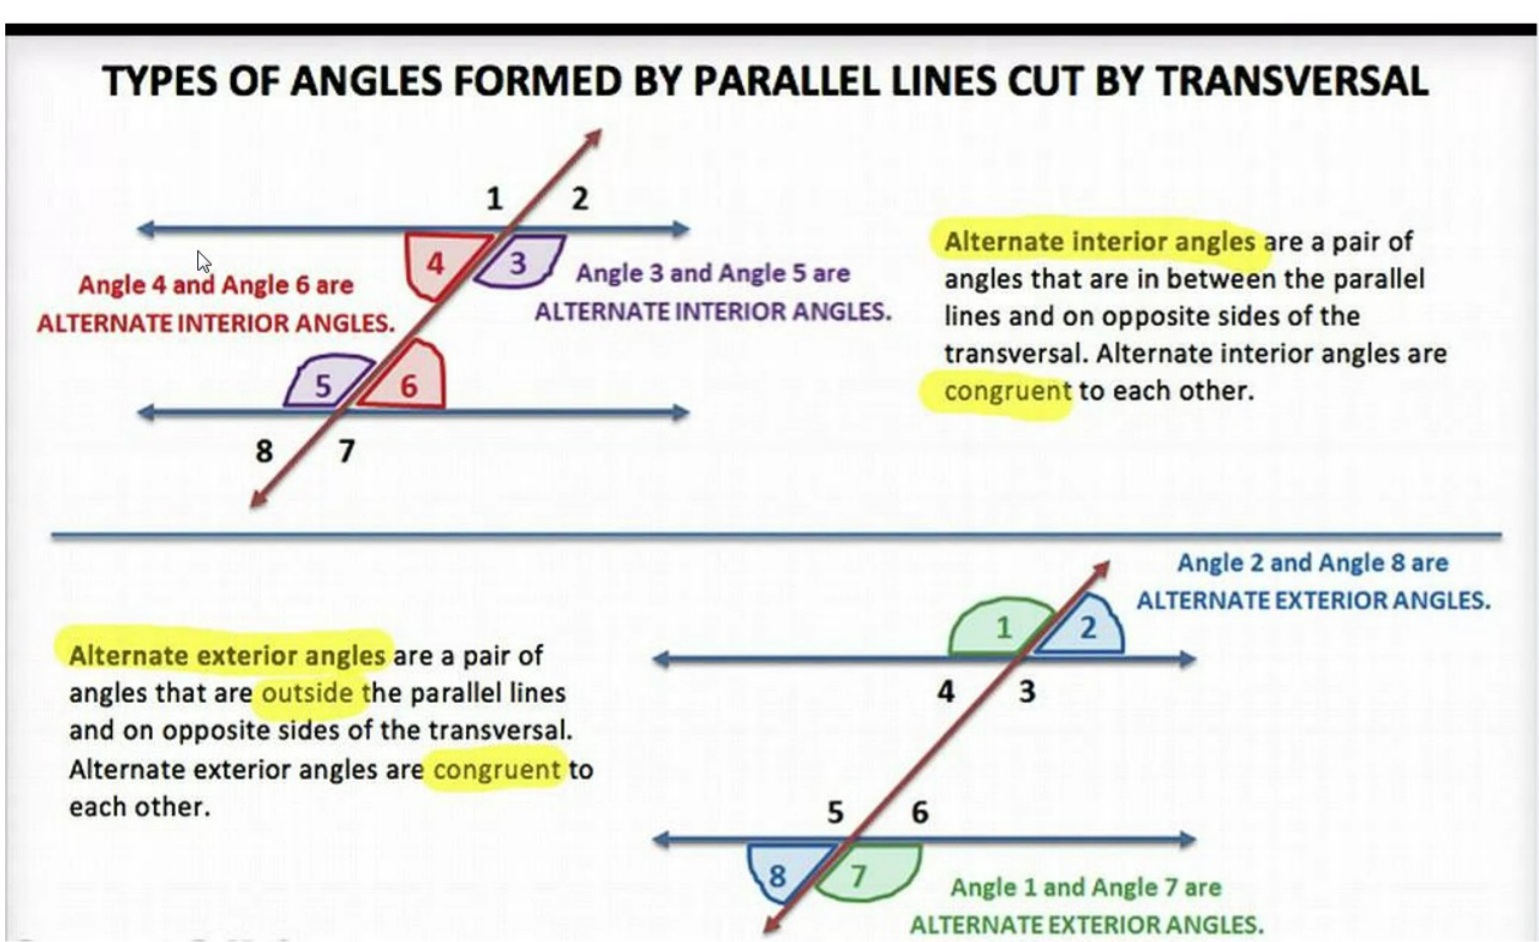 TYPES OF ANGLES FORMED BY PARALLEL LINES CUT BY TRANSVERSAL
1 2
4 3
Angle 4 and Angle 6 are
ALTERNATE INTERIOR ANGLES.
Angle 3 and Angle 5 are
ALTERNATE INTERIOR ANGLES.
5 6
8 7
Alternate interior angles are a pair of
angles that are in between the parallel
lines and on opposite sides of the
transversal. Alternate interior angles are
congruent to each other.
Alternate exterior angles are a pair of
angles that are outside the parallel lines
and on opposite sides of the transversal.
Alternate exterior angles are congruent to
each other.
Angle 2 and Angle 8 are
ALTERNATE EXTERIOR ANGLES.
1 2
4 3
5 6
8 7
Angle 1 and Angle 7 are
ALTERNATE EXTERIOR ANGLES.